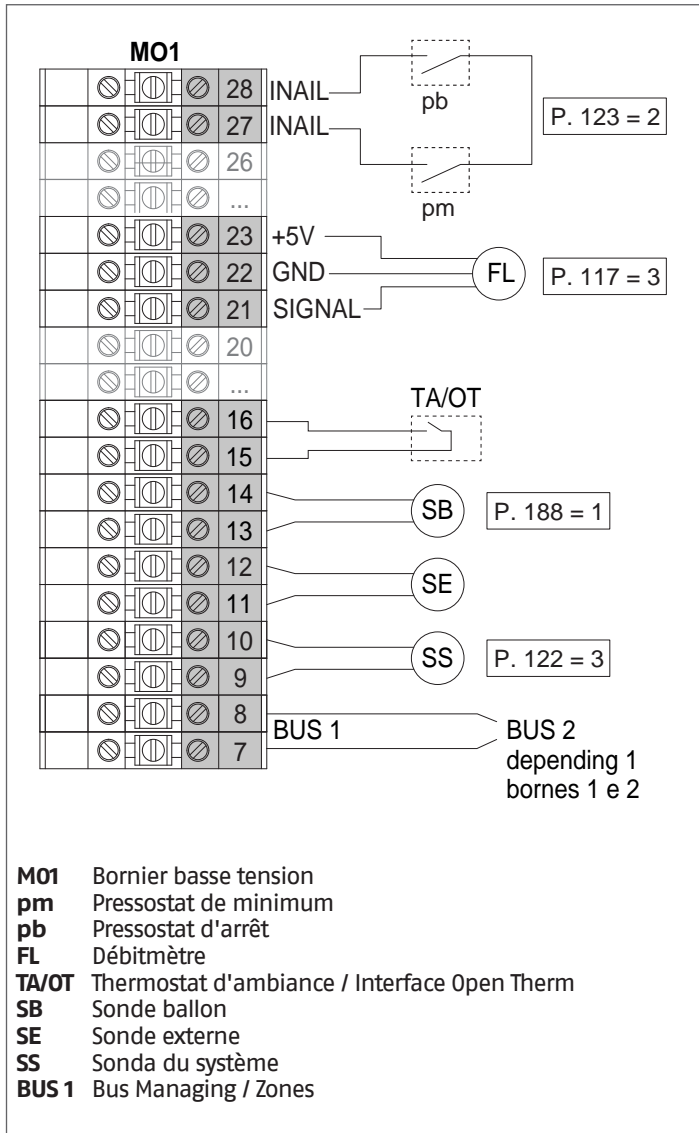 MO1
28 INAIL
pb
27 INAIL
P. 123 = 2
26
pm
...
23 +5V
22 GND FL P. 117 = 3
21 SIGNAL
20
...
TA/OT
16
15
14
SB P. 188 = 1
13
12
SE
11
10
SS P. 122 = 3
9
8
BUS 1 BUS 2
7
depending 1
bornes 1 e 2
MO1 Bornier basse tension
pm Pressostat de minimum
pb Pressostat d'arrêt
FL Débitmètre
TA/OT Thermostat d'ambiance / Interface Open Therm
SB Sonde ballon
SE Sonde externe
SS Sonda du système
BUS 1 Bus Managing / Zones